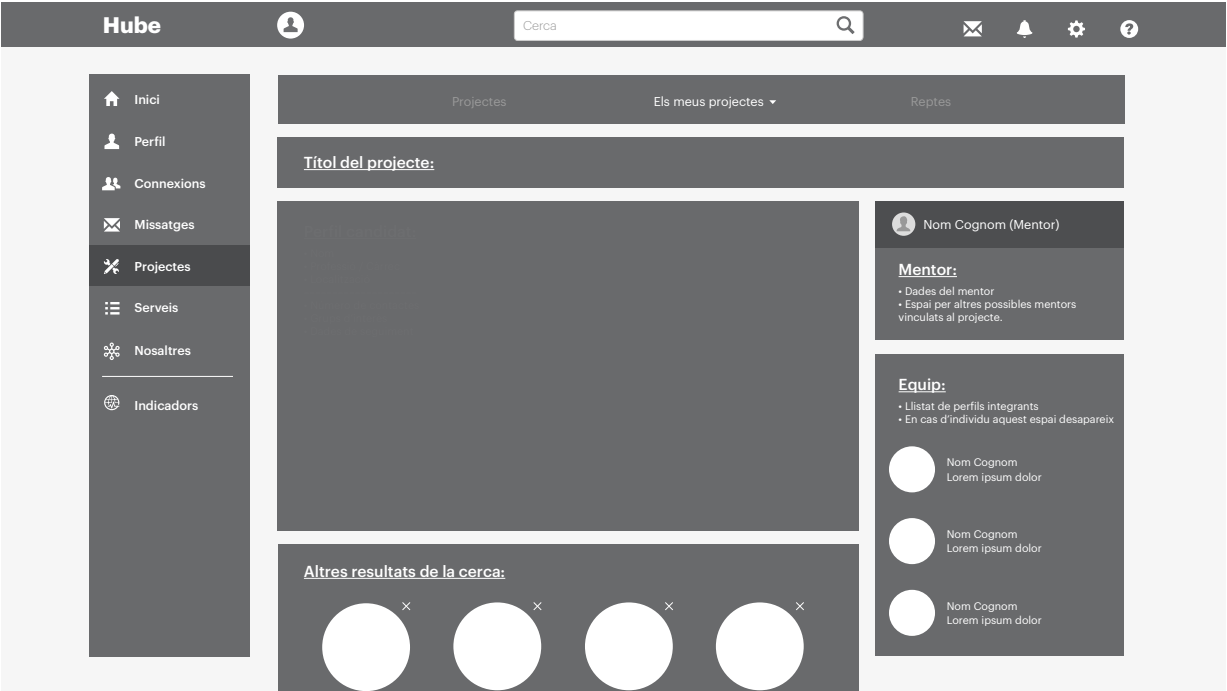 Hube
Cerca
Inici
Perfil
Connexions
Missatges
Projectes
Serveis
Nosaltres
Indicadors
Projectes
Els meus projectes
Reptes
Títol del projecte:
Nom Cognom (Mentor)
Mentor:
• Dades del mentor
• Espai per altres possibles mentors
vinculats al projecte.
Equip:
• Llistat de perfils integrants
• En cas d'individu aquest espai desapareix
Nom Cognom
Lorem ipsum dolor
Nom Cognom
Lorem ipsum dolor
Nom Cognom
Lorem ipsum dolor
Altres resultats de la cerca: